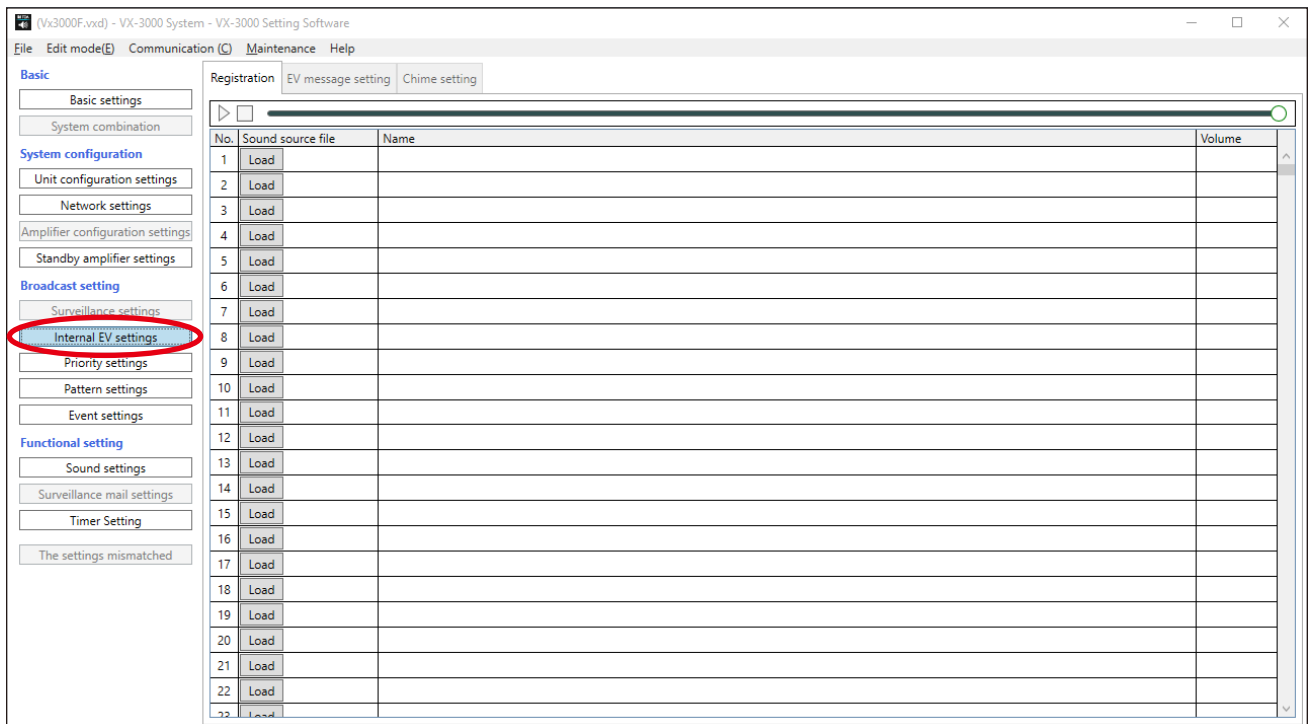 (Vx3000F.vxd) - VX-3000 System - VX-3000 Setting Software
File Edit mode(E) Communication (C) Maintenance Help
Basic
Basic settings
System combination
System configuration
Unit configuration settings
Network settings
Amplifier configuration settings
Standby amplifier settings
Broadcast setting
Surveillance settings
Internal EV settings
Priority settings
Pattern settings
Event settings
Functional setting
Sound settings
Surveillance mail settings
Timer Setting
The settings mismatched
Registration EV message setting Chime setting
No. Sound source file Name Volume
1 Load
2 Load
3 Load
4 Load
5 Load
6 Load
7 Load
8 Load
9 Load
10 Load
11 Load
12 Load
13 Load
14 Load
15 Load
16 Load
17 Load
18 Load
19 Load
20 Load
21 Load
22 Load
23 Load